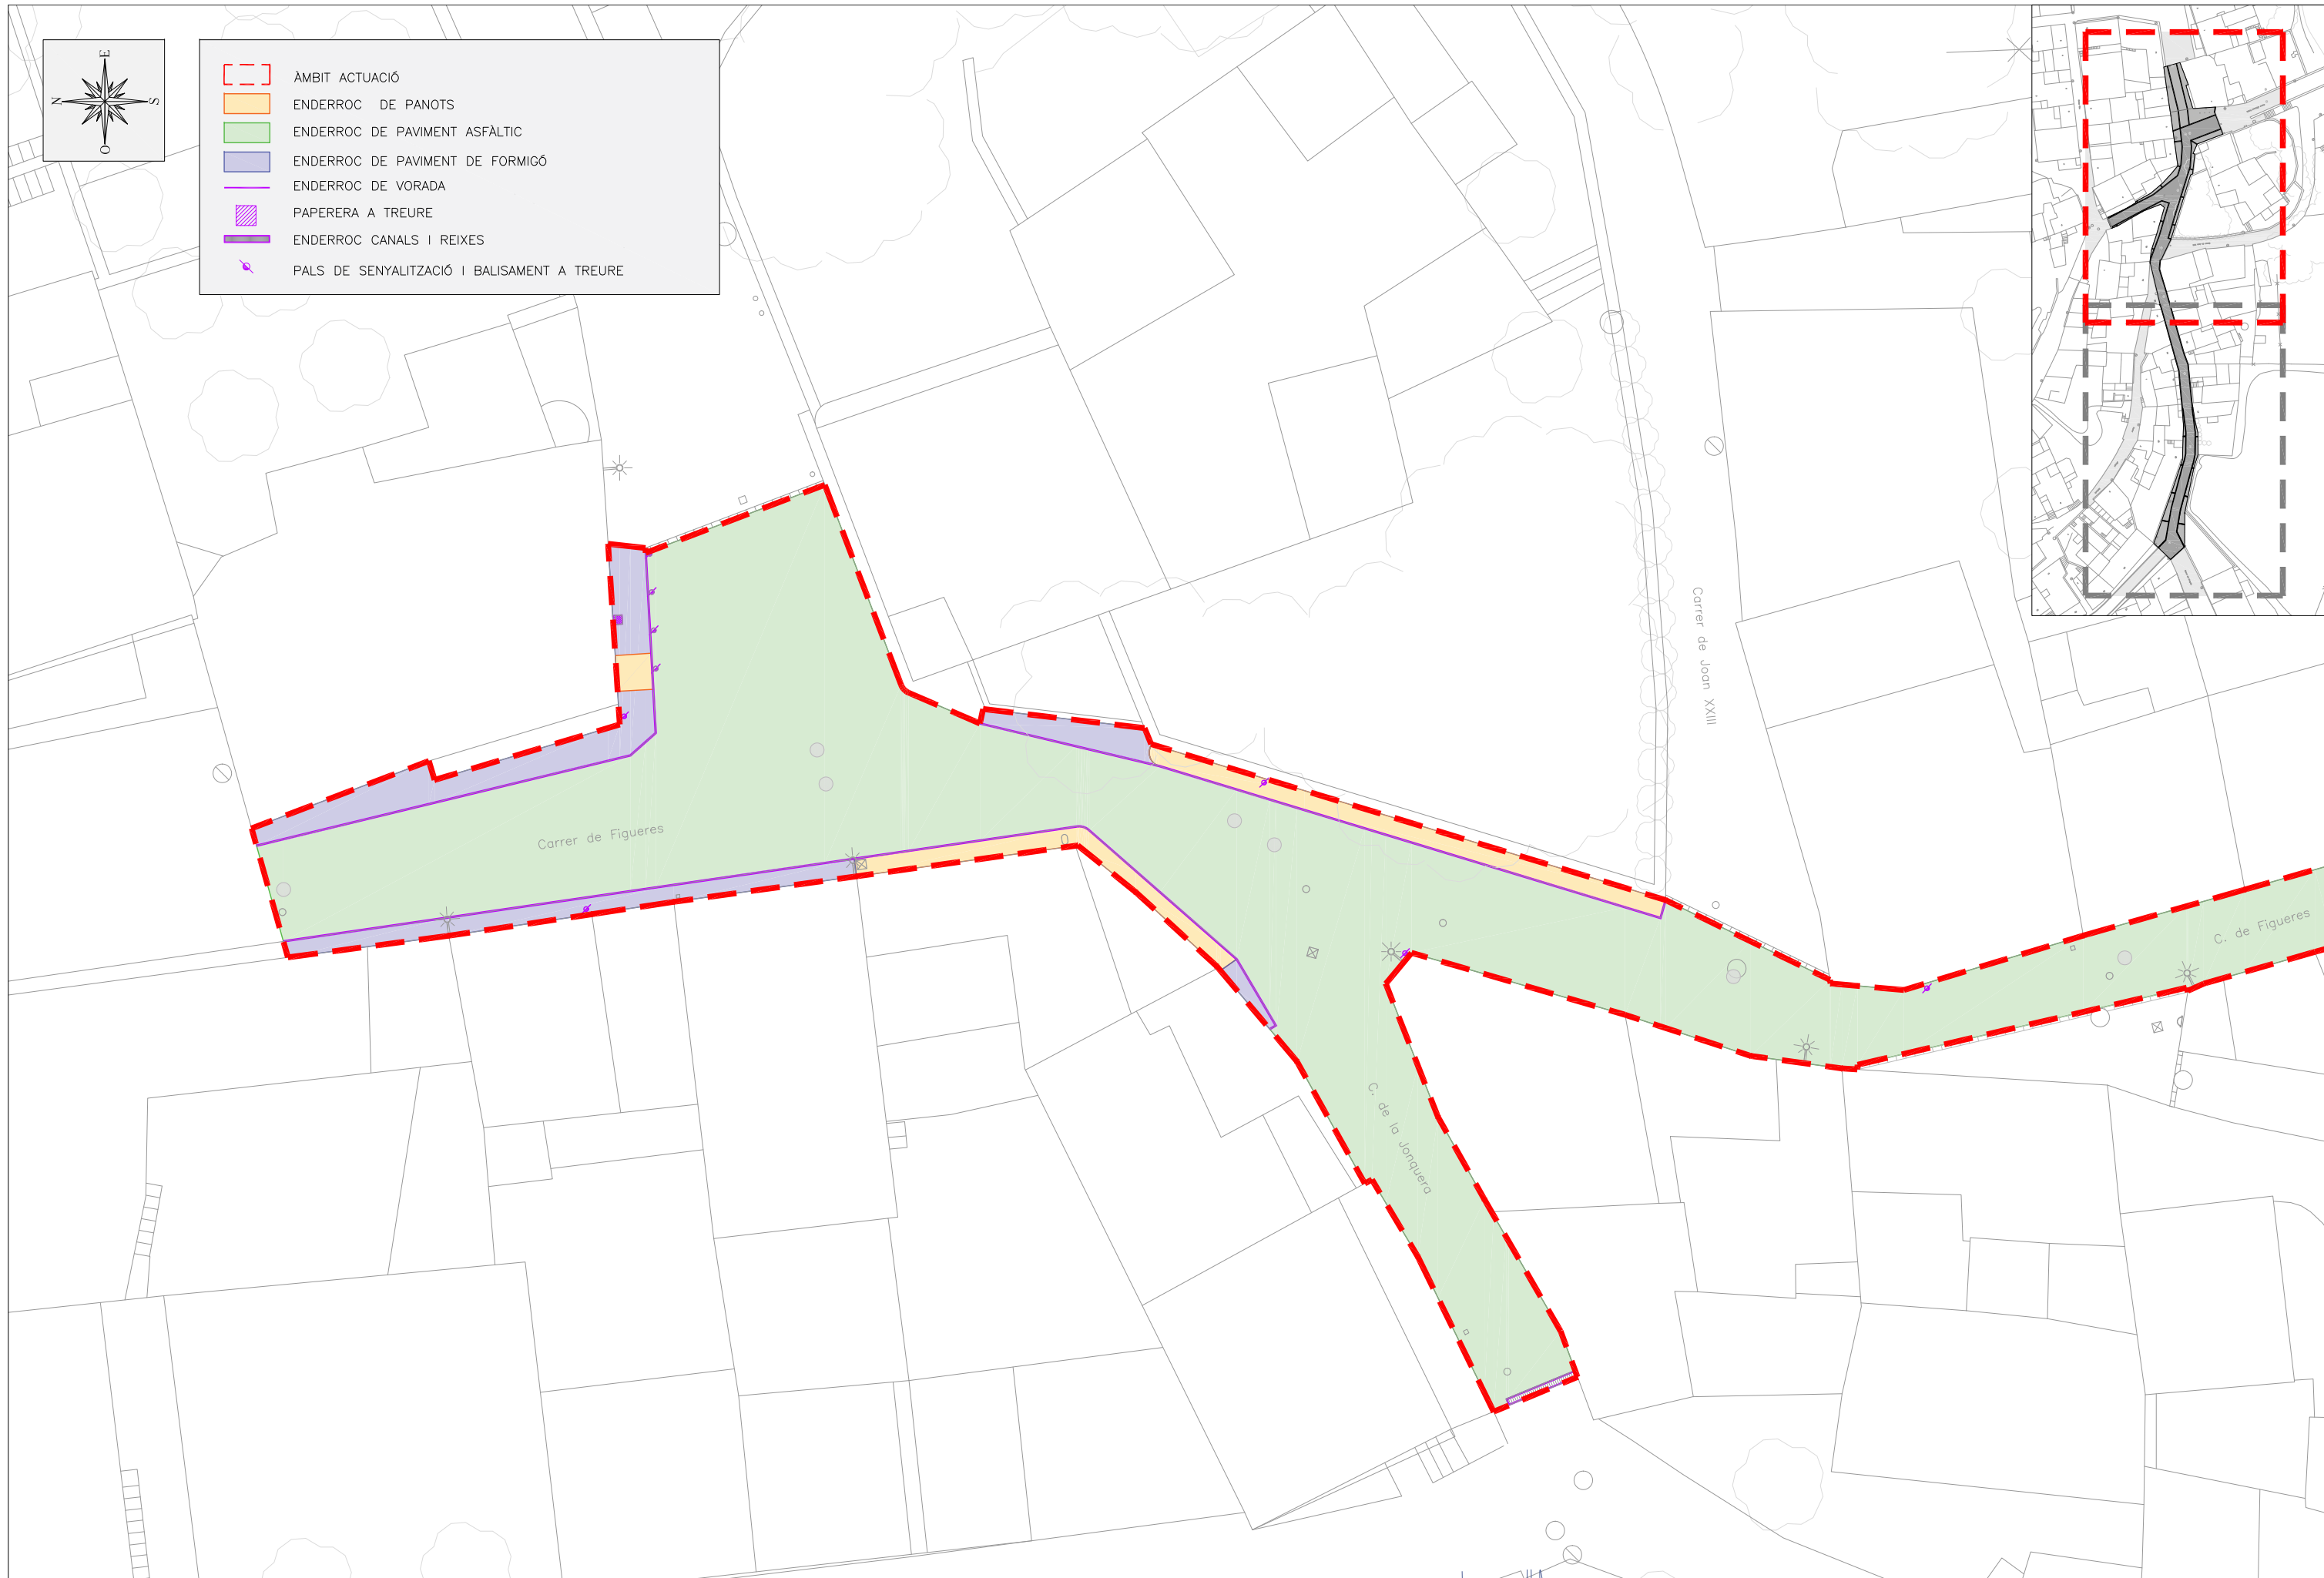 E
N
S
O
ÀMBIT ACTUACIÓ
ENDERROC DE PANOTS
ENDERROC DE PAVIMENT ASFÀLTIC
ENDERROC DE PAVIMENT DE FORMIGÓ
ENDERROC DE VORADA
PAPERERA A TREURE
ENDERROC CANALS I REIXES
PALS DE SENYALITZACIÓ I BALISAMENT A TREURE
Carrer de Joan XXIII
Carrer de Figueres
C. de Figueres
C. de la Jonquera